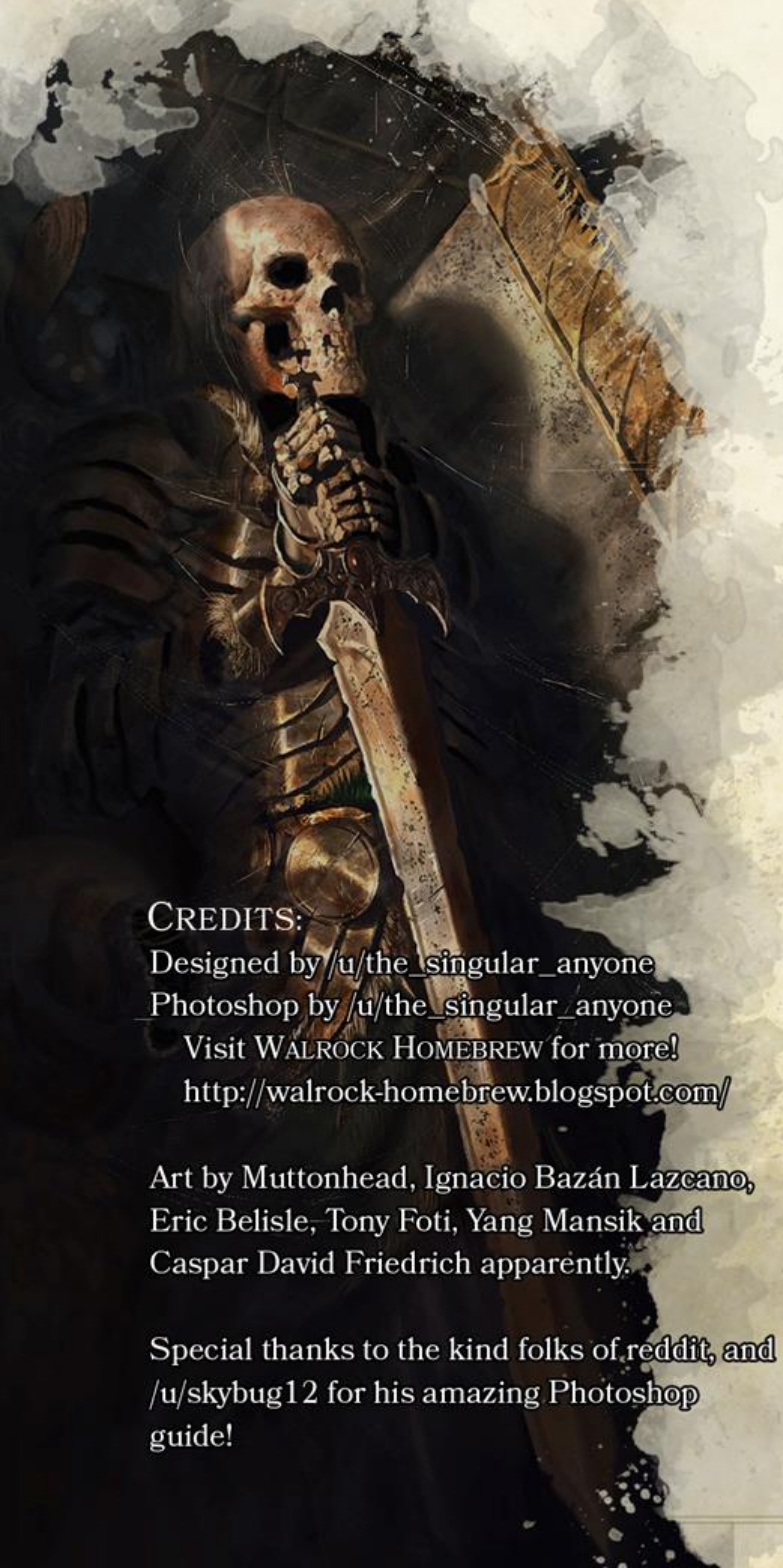 CREDITS:
Designed by /u/the_singular_anyone
Photoshop by /u/the_singular_anyone
Visit WALROCK HOMEBREW for more!
http://walrock-homebrew.blogspot.com/
Art by Muttonhead, Ignacio Bazán Lazcano,
Eric Belisle, Tony Foti, Yang Mansik and
Caspar David Friedrich apparently.
Special thanks to the kind folks of reddit, and
/u/skybug12 for his amazing Photoshop
guide!